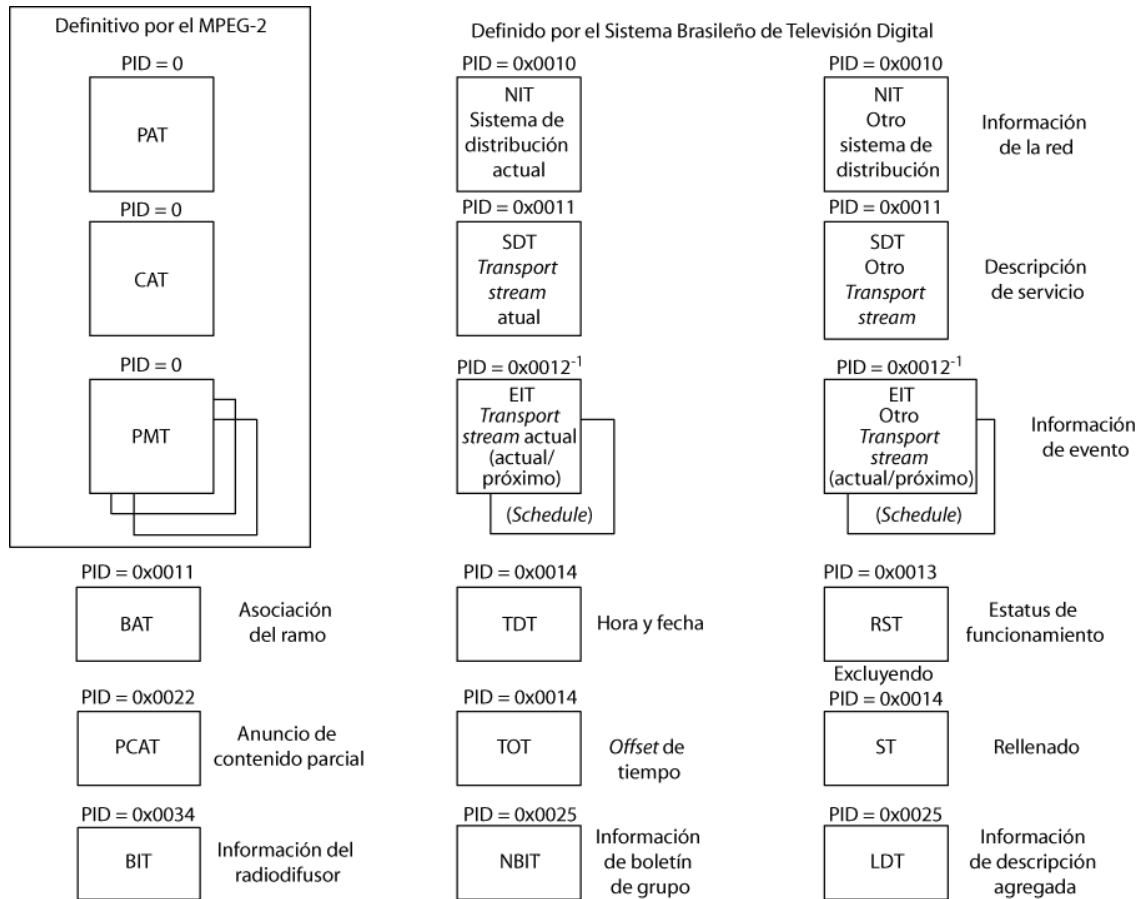 Definitivo por el MPEG-2
Definido por el Sistema Brasileño de Televisión Digital
PID = 0
PAT
PID = 0x0010
NIT
Sistema de
distribución
actual
PID = 0x0010
NIT
Otro
sistema de
distribución
Información
de la red
PID = 0
CAT
PID = 0x0011
SDT
Transport
stream
atual
PID = 0x0011
SDT
Otro
Transport
stream
Descripción
de servicio
PID = 0
PMT
PID = 0x0012-1
EIT
Transport
stream actual
(actual/
próximo)
(Schedule)
PID = 0x0012-1
EIT
Otro
Transport
stream
(actual/próximo)
(Schedule)
Información
de evento
PID = 0x0011
BAT
Asociación
del ramo
PID = 0x0014
TDT
Hora y fecha
PID = 0x0013
RST
Estatus de
funcionamiento
PID = 0x0022
PCAT
Anuncio de
contenido parcial
PID = 0x0014
TOT
Offset de
tiempo
Excluyendo
PID = 0x0014
ST
Rellenado
PID = 0x0034
BIT
Información del
radiodifusor
PID = 0x0025
NBIT
Información
de boletín
de grupo
PID = 0x0025
LDT
Información
de descripción
agregada